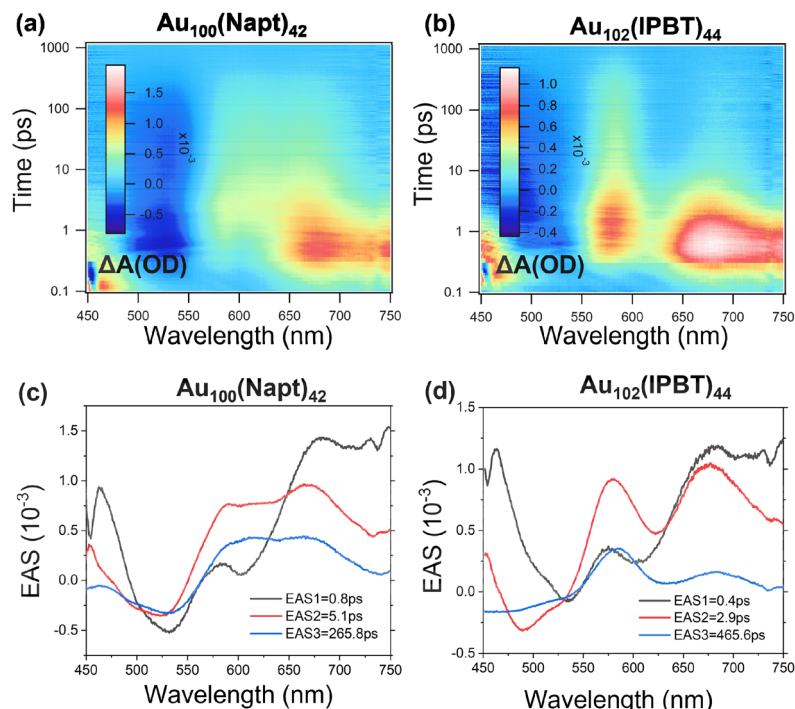 (a) Au100(Napt)42
(b) Au102(IPBT)44
1000
100
10
1
0.1
Time (ps)
1.5
1.0
0.5
0.0
-0.5
x10-3
ΔA(OD)
450 500 550 600 650 700 750
Wavelength (nm)
1000
100
10
1
0.1
Time (ps)
1.0
0.8
0.6
0.4
0.2
0.0
-0.2
-0.4
x10-3
ΔA(OD)
450 500 550 600 650 700 750
Wavelength (nm)
(c) Au100(Napt)42
1.5
1.0
0.5
0.0
-0.5
EAS (10-3)
EAS1=0.8ps
EAS2=5.1ps
EAS3=265.8ps
450 500 550 600 650 700 750
Wavelength (nm)
(d) Au102(IPBT)44
1.5
1.0
0.5
0.0
-0.5
EAS (10-3)
EAS1=0.4ps
EAS2=2.9ps
EAS3=465.6ps
450 500 550 600 650 700 750
Wavelength (nm)